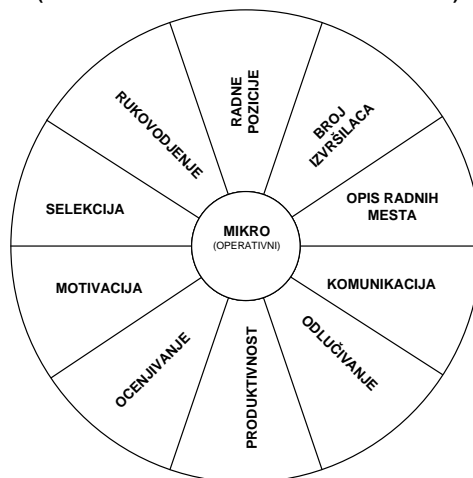 RADNE
POZICIJE
BROJ
IZVRŠILACA
OPIS RADNIH
MESTA
KOMUNIKACIJA
ODLUČIVANJE
PRODUKTIVNOST
OCENJIVANJE
MOTIVACIJA
SELEKCIJA
RUKOVODJENJE
MIKRO
(OPERATIVNI)